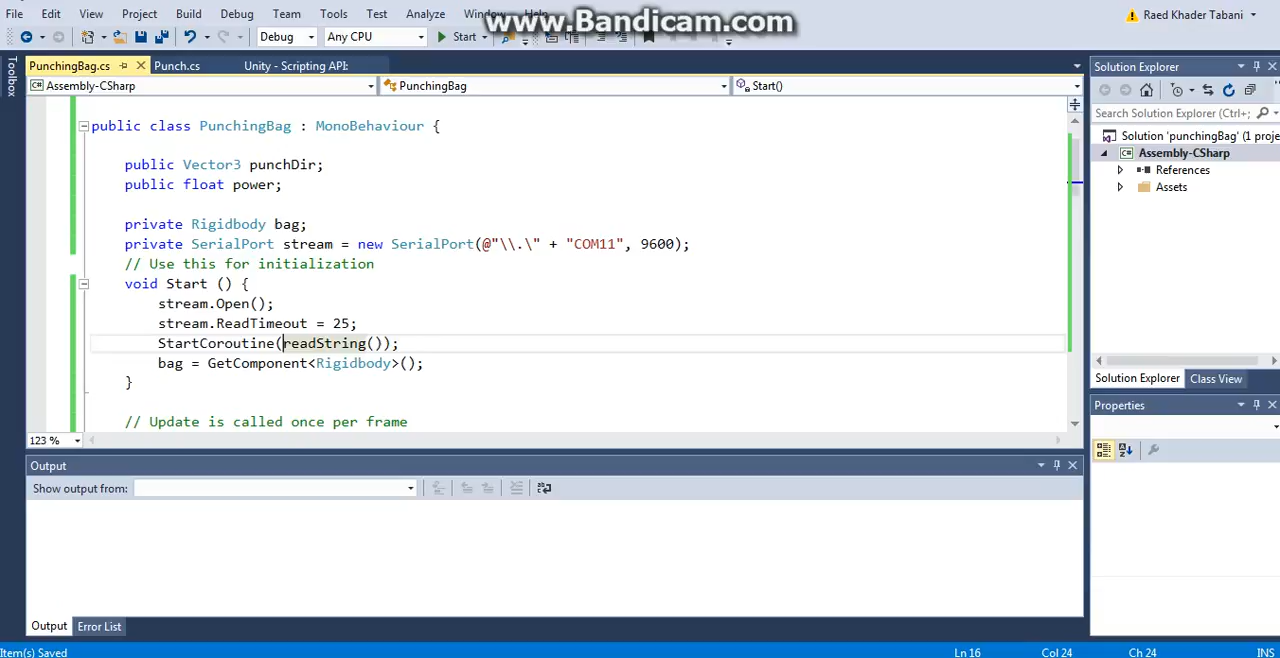 www.Bandicam.com
File Edit View Project Build Debug Team Tools Test Analyze Window Help Raed Khader Tabani
Debug Any CPU Start
Toolbox
PunchingBag.cs Punch.cs Unity - Scripting API:
Assembly-CSharp PunchingBag Start()
public class PunchingBag : MonoBehaviour {
public Vector3 punchDir;
public float power;
private Rigidbody bag;
private SerialPort stream = new SerialPort(@"\\.\" + "COM11", 9600);
// Use this for initialization
void Start () {
stream.Open();
stream.ReadTimeout = 25;
StartCoroutine(readString());
bag = GetComponent<Rigidbody>();
}
// Update is called once per frame
123 %
Output
Show output from:
Output Error List
Solution Explorer
Search Solution Explorer (Ctrl+;
Solution 'punchingBag' (1 proje
Assembly-CSharp
References
Assets
Solution Explorer Class View
Properties
Item(s) Saved Ln 16 Col 24 Ch 24 INS